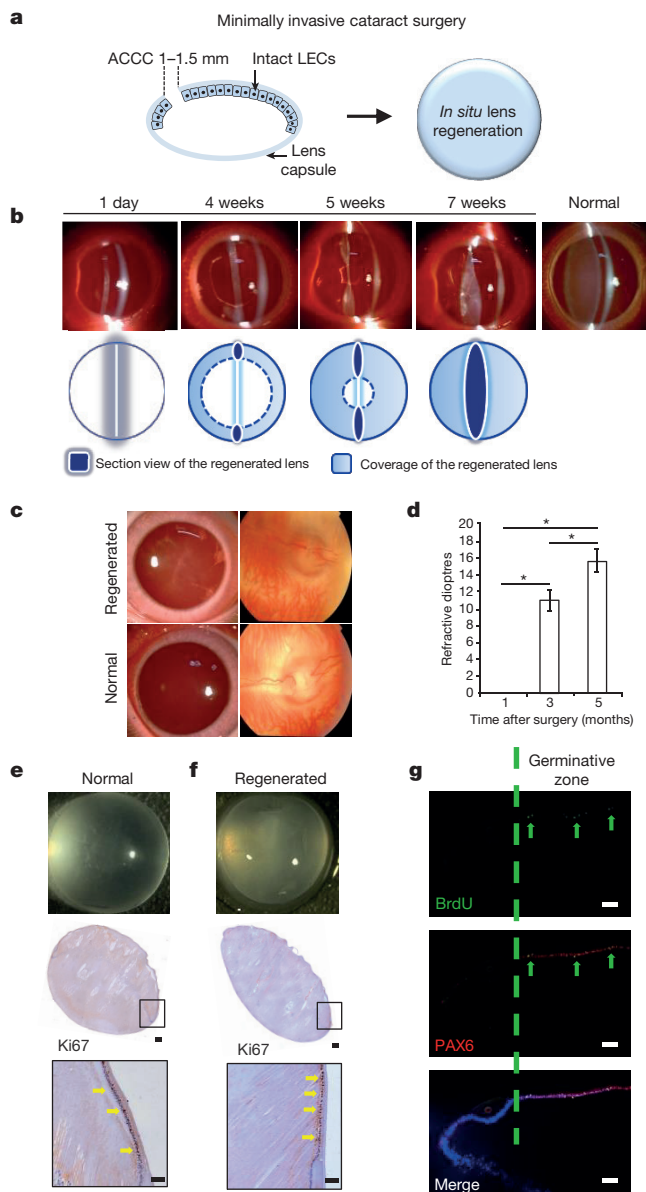 a
Minimally invasive cataract surgery
ACCC 1–1.5 mm
Intact LECs
Lens
capsule
In situ lens
regeneration
b
1 day
4 weeks
5 weeks
7 weeks
Normal
Section view of the regenerated lens
Coverage of the regenerated lens
c
Regenerated
Normal
d
Refractive dioptres
20
18
16
14
12
10
8
6
4
2
0
*
*
*
1
3
5
Time after surgery (months)
e
Normal
Ki67
f
Regenerated
Ki67
g
Germinative
zone
BrdU
PAX6
Merge